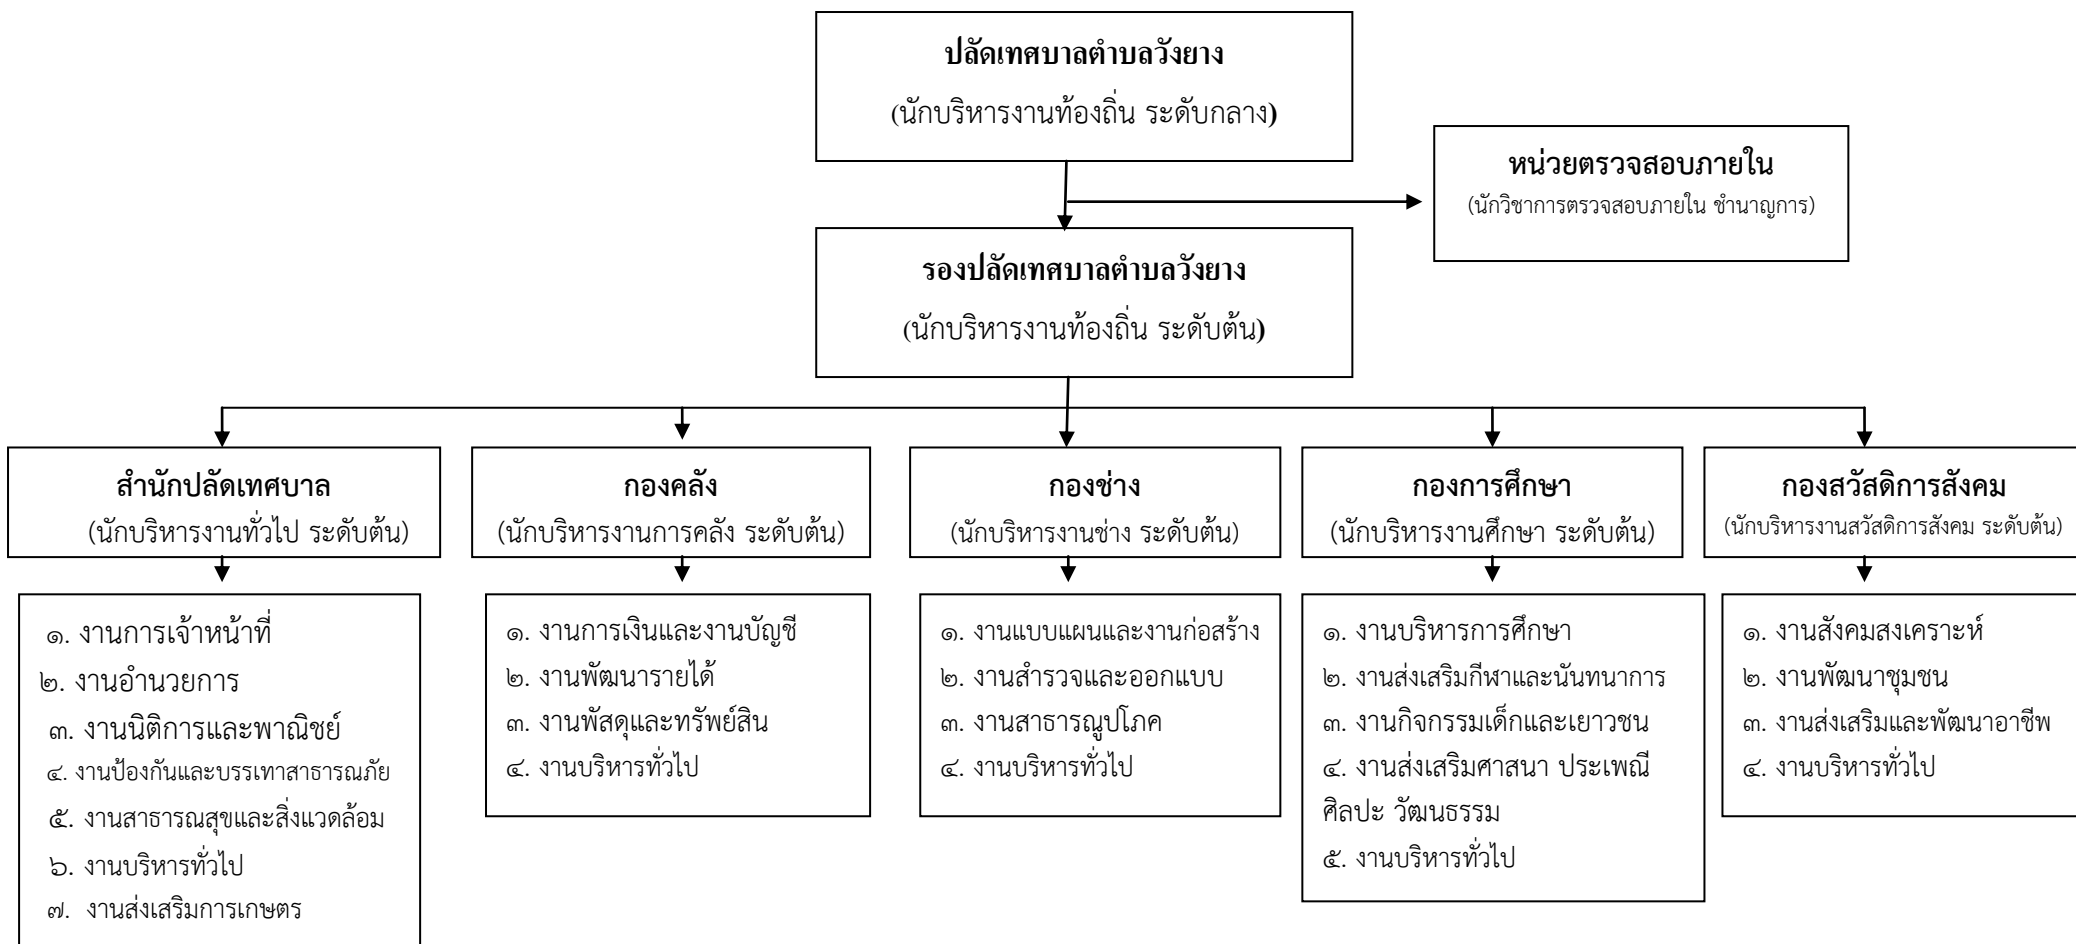 ปลัดเทศบาลตำบลวังยาง
(นักบริหารงานท้องถิ่น ระดับกลาง)
หน่วยตรวจสอบภายใน
(นักวิชาการตรวจสอบภายใน ชำนาญการ)
รองปลัดเทศบาลตำบลวังยาง
(นักบริหารงานท้องถิ่น ระดับต้น)
สำนักปลัดเทศบาล
(นักบริหารงานทั่วไป ระดับต้น)
๑. งานการเจ้าหน้าที่
๒. งานอำนวยการ
๓. งานนิติการและพาณิชย์
๔. งานป้องกันและบรรเทาสาธารณภัย
๕. งานสาธารณสุขและสิ่งแวดล้อม
๖. งานบริหารทั่วไป
๗. งานส่งเสริมการเกษตร
กองคลัง
(นักบริหารงานการคลัง ระดับต้น)
๑. งานการเงินและงานบัญชี
๒. งานพัฒนารายได้
๓. งานพัสดุและทรัพย์สิน
๔. งานบริหารทั่วไป
กองช่าง
(นักบริหารงานช่าง ระดับต้น)
๑. งานแบบแผนและงานก่อสร้าง
๒. งานสำรวจและออกแบบ
๓. งานสาธารณูปโภค
๔. งานบริหารทั่วไป
กองการศึกษา
(นักบริหารงานศึกษา ระดับต้น)
๑. งานบริหารการศึกษา
๒. งานส่งเสริมกีฬาและนันทนาการ
๓. งานกิจกรรมเด็กและเยาวชน
๔. งานส่งเสริมศาสนา ประเพณี
ศิลปะ วัฒนธรรม
๕. งานบริหารทั่วไป
กองสวัสดิการสังคม
(นักบริหารงานสวัสดิการสังคม ระดับต้น)
๑. งานสังคมสงเคราะห์
๒. งานพัฒนาชุมชน
๓. งานส่งเสริมและพัฒนาอาชีพ
๔. งานบริหารทั่วไป